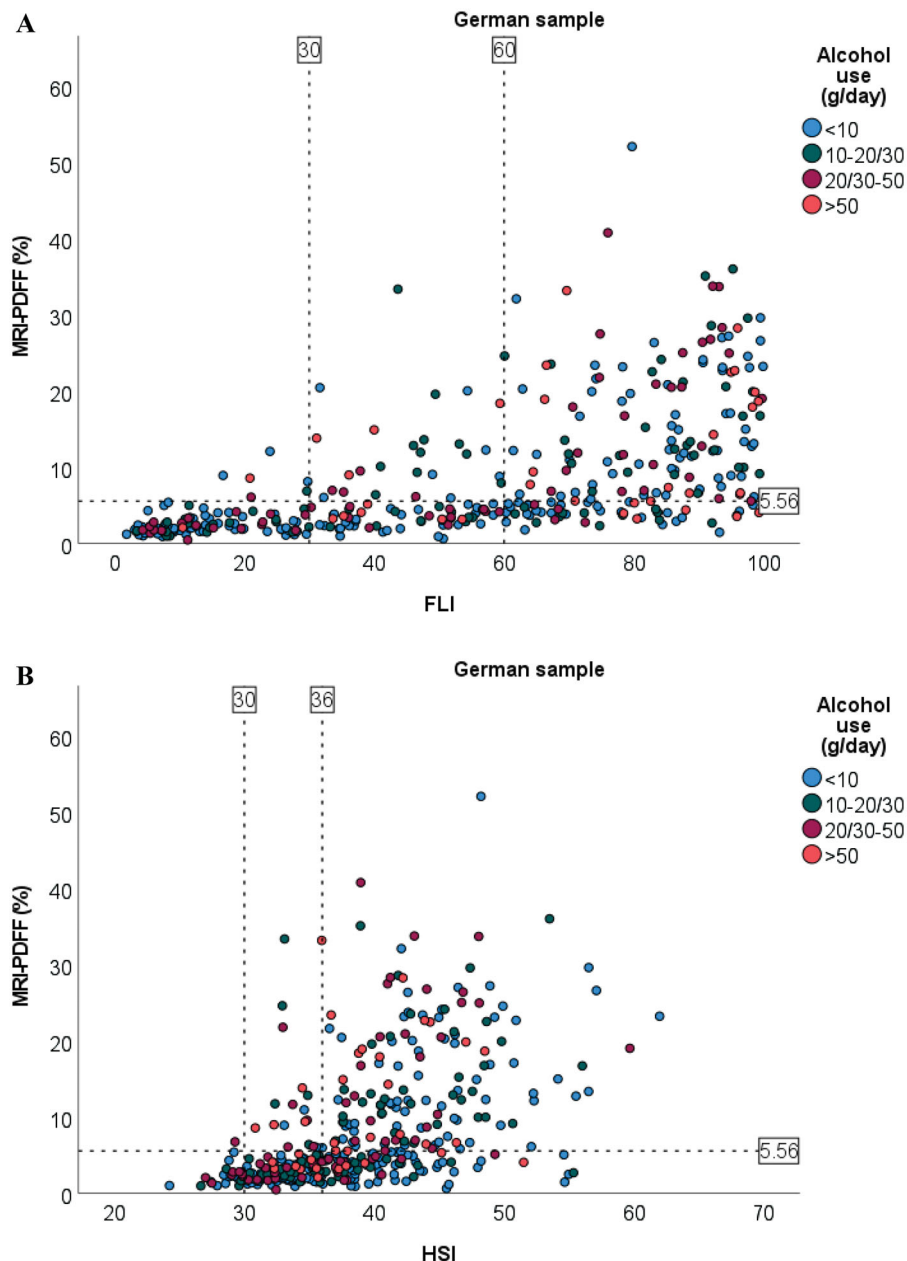 A
German sample
30
60
Alcohol
use
(g/day)
<10
10-20/30
20/30-50
>50
MRI-PDFF (%)
60
50
40
30
20
10
0
5.56
0
20
40
60
80
100
FLI
B
German sample
30
36
Alcohol
use
(g/day)
<10
10-20/30
20/30-50
>50
MRI-PDFF (%)
60
50
40
30
20
10
0
5.56
20
30
40
50
60
70
HSI